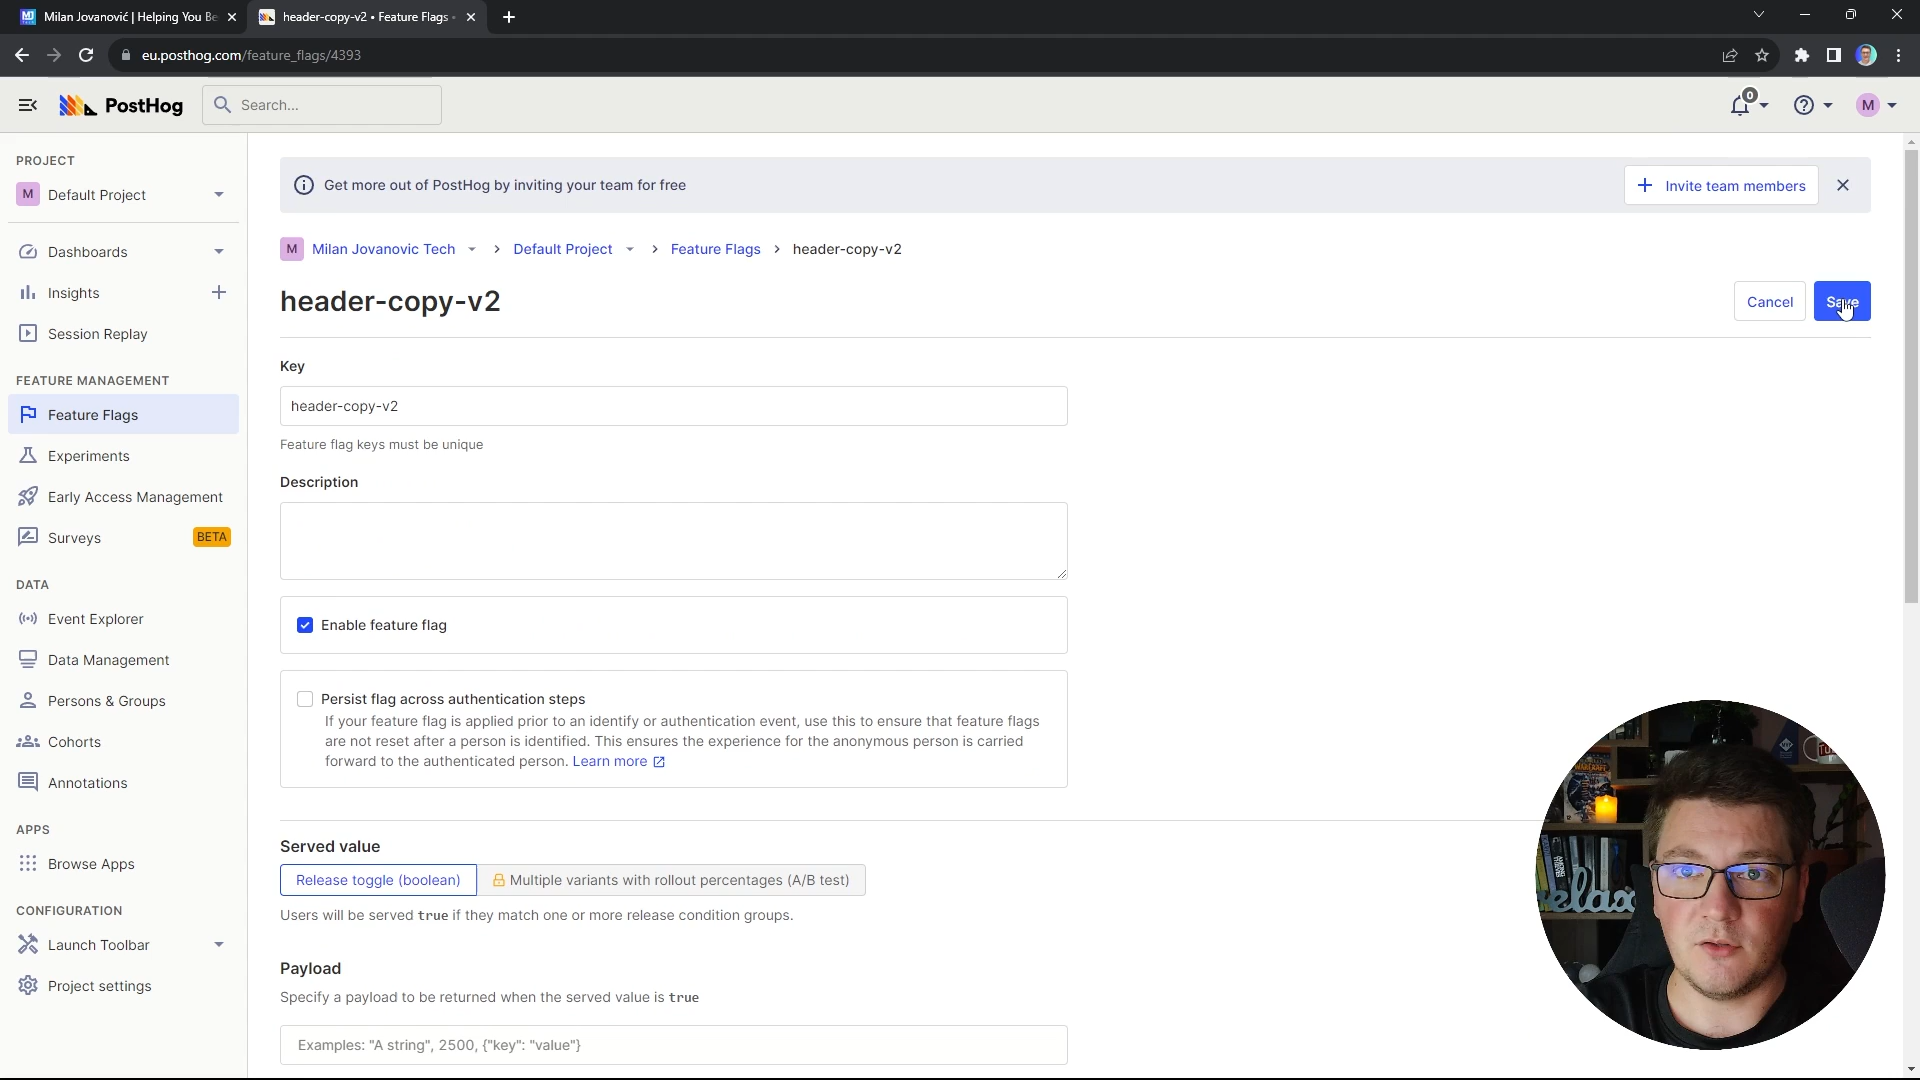 Milan Jovanović | Helping You Be
header-copy-v2 • Feature Flags •
eu.posthog.com/feature_flags/4393
PostHog
Search...
0
M
PROJECT
M Default Project
Dashboards
Insights
Session Replay
FEATURE MANAGEMENT
Feature Flags
Experiments
Early Access Management
Surveys BETA
DATA
Event Explorer
Data Management
Persons & Groups
Cohorts
Annotations
APPS
Browse Apps
CONFIGURATION
Launch Toolbar
Project settings
Get more out of PostHog by inviting your team for free
Invite team members
M Milan Jovanovic Tech > Default Project > Feature Flags > header-copy-v2
header-copy-v2
Cancel
Save
Key
header-copy-v2
Feature flag keys must be unique
Description
Enable feature flag
Persist flag across authentication steps
If your feature flag is applied prior to an identify or authentication event, use this to ensure that feature flags
are not reset after a person is identified. This ensures the experience for the anonymous person is carried
forward to the authenticated person. Learn more
Served value
Release toggle (boolean)
Multiple variants with rollout percentages (A/B test)
Users will be served true if they match one or more release condition groups.
Payload
Specify a payload to be returned when the served value is true
Examples: "A string", 2500, {"key": "value"}
relax